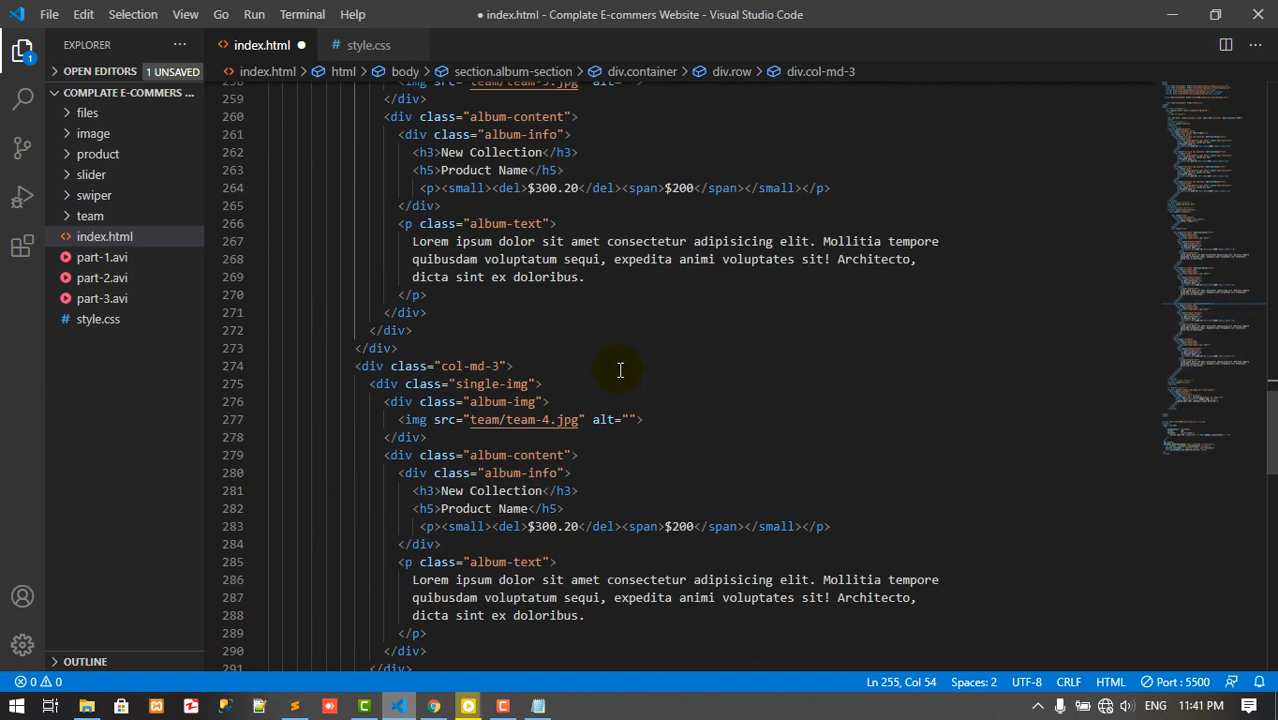 File Edit Selection View Go Run Terminal Help
● index.html - Complate E-commers Website - Visual Studio Code
EXPLORER
OPEN EDITORS 1 UNSAVED
COMPLATE E-COMMERS ...
files
image
product
slider
swiper
team
index.html
part-1.avi
part-2.avi
part-3.avi
style.css
OUTLINE
index.html ●
style.css
index.html > html > body > section.album-section > div.container > div.row > div.col-md-3
258 <img src="team/team-3.jpg" alt="">
259 </div>
260 <div class="album-content">
261 <div class="album-info">
262 <h3>New Collection</h3>
263 <h5>Product Name</h5>
264 <p><small><del>$300.20</del><span>$200</span></small></p>
265 </div>
266 <p class="album-text">
267 Lorem ipsum dolor sit amet consectetur adipisicing elit. Mollitia tempore
268 quibusdam voluptatum sequi, expedita animi voluptates sit! Architecto,
269 dicta sint ex doloribus.
270 </p>
271 </div>
272 </div>
273 </div>
274 <div class="col-md-3">
275 <div class="single-img">
276 <div class="album-img">
277 <img src="team/team-4.jpg" alt="">
278 </div>
279 <div class="album-content">
280 <div class="album-info">
281 <h3>New Collection</h3>
282 <h5>Product Name</h5>
283 <p><small><del>$300.20</del><span>$200</span></small></p>
284 </div>
285 <p class="album-text">
286 Lorem ipsum dolor sit amet consectetur adipisicing elit. Mollitia tempore
287 quibusdam voluptatum sequi, expedita animi voluptates sit! Architecto,
288 dicta sint ex doloribus.
289 </p>
290 </div>
291 </div>
0 0 Ln 255, Col 54 Spaces: 2 UTF-8 CRLF HTML Port : 5500
ENG 11:41 PM